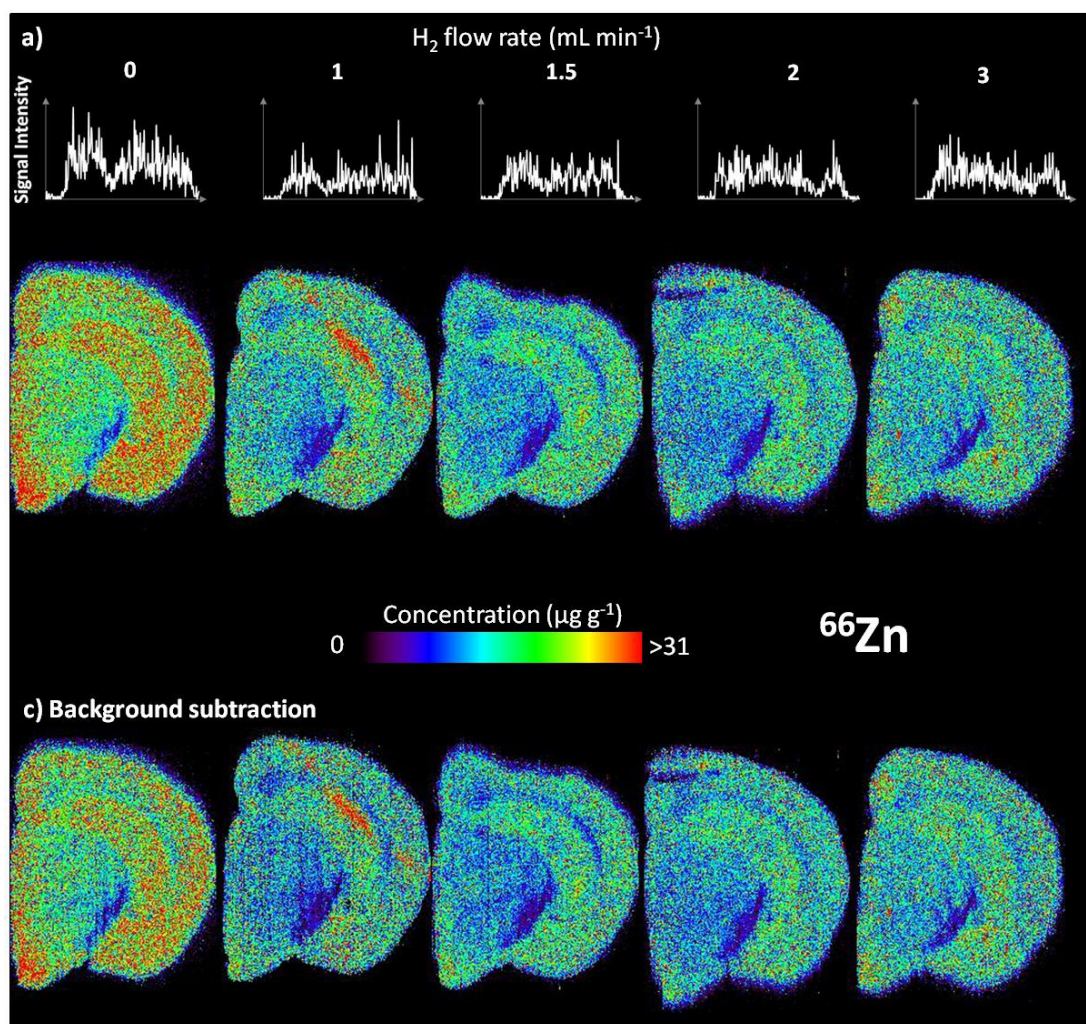 a)
H₂ flow rate (mL min⁻¹)
0 1 1.5 2 3
Signal Intensity
Concentration (µg g⁻¹)
0 >31
⁶⁶Zn
c) Background subtraction